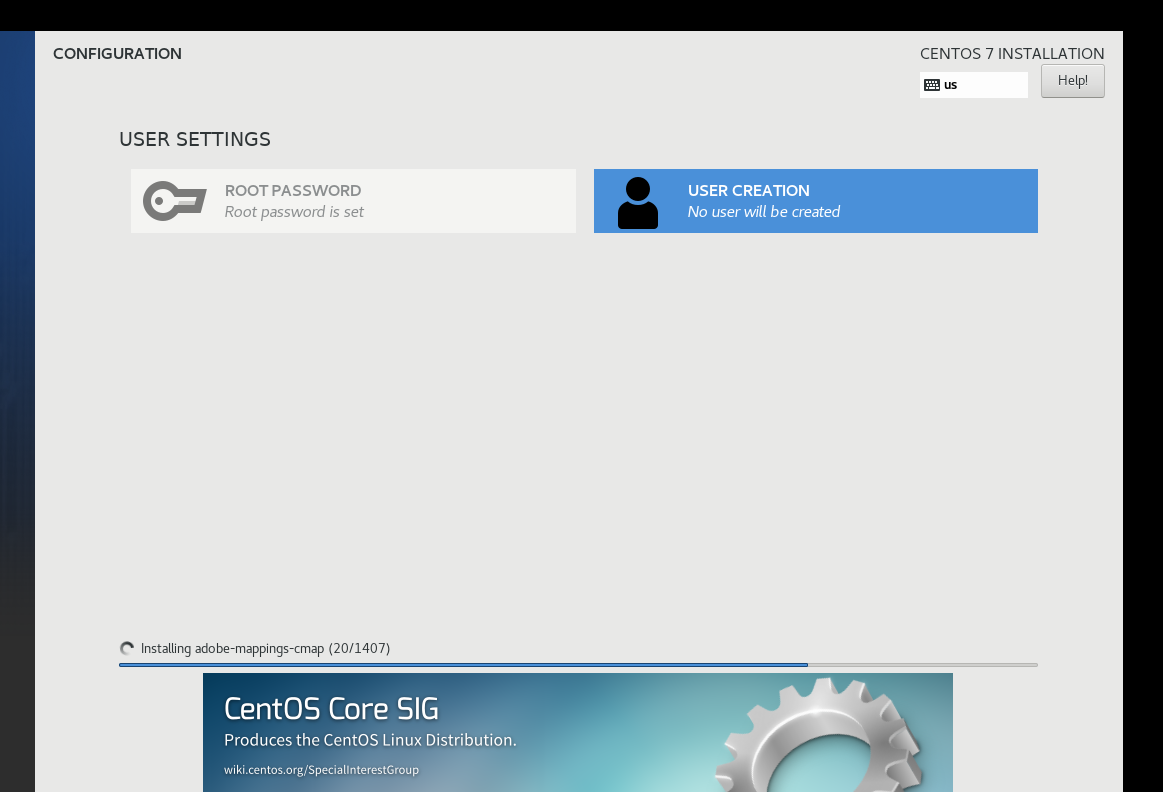 CONFIGURATION
CENTOS 7 INSTALLATION
us
Help!
USER SETTINGS
ROOT PASSWORD
Root password is set
USER CREATION
No user will be created
Installing adobe-mappings-cmap (20/1407)
CentOS Core SIG
Produces the CentOS Linux Distribution.
wiki.centos.org/SpecialInterestGroup